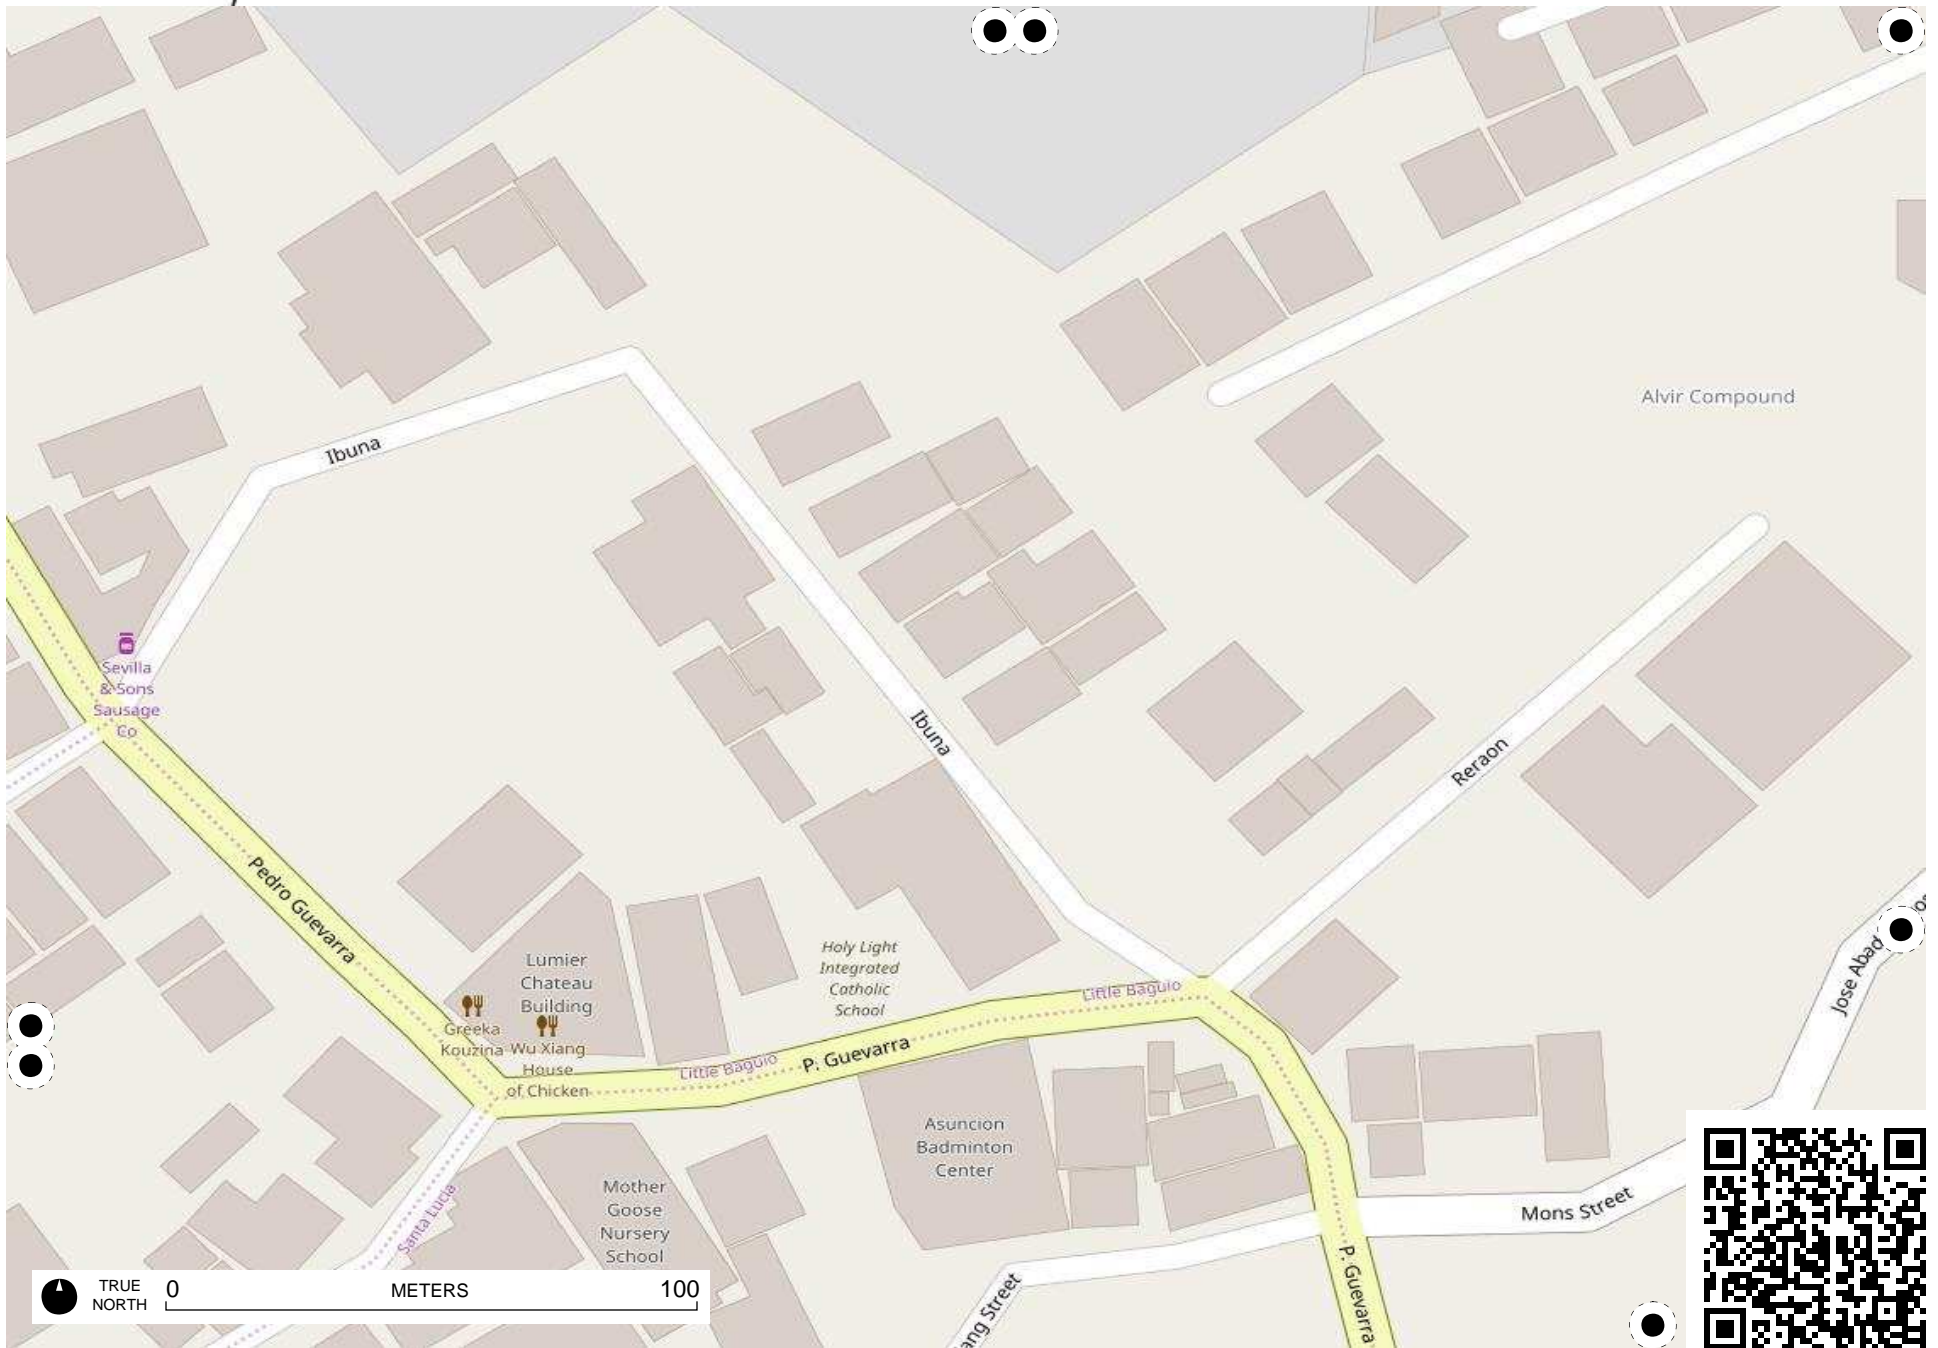 Alvir Compound
Ibuna
Sevilla
& Sons
Sausage
Co
Ibuna
Reraon
Pedro Guevarra
Holy Light
Integrated
Catholic
School
Lumier
Chateau
Building
Jose Abad
Little Baguio
Greeka
Kouzina
Wu Xiang
House
of Chicken
Little Baguio
P. Guevarra
Asuncion
Badminton
Center
Mother
Goose
Nursery
School
Santa Lucia
Mons Street
P. Guevarra
ang Street
TRUE
NORTH
0 METERS 100